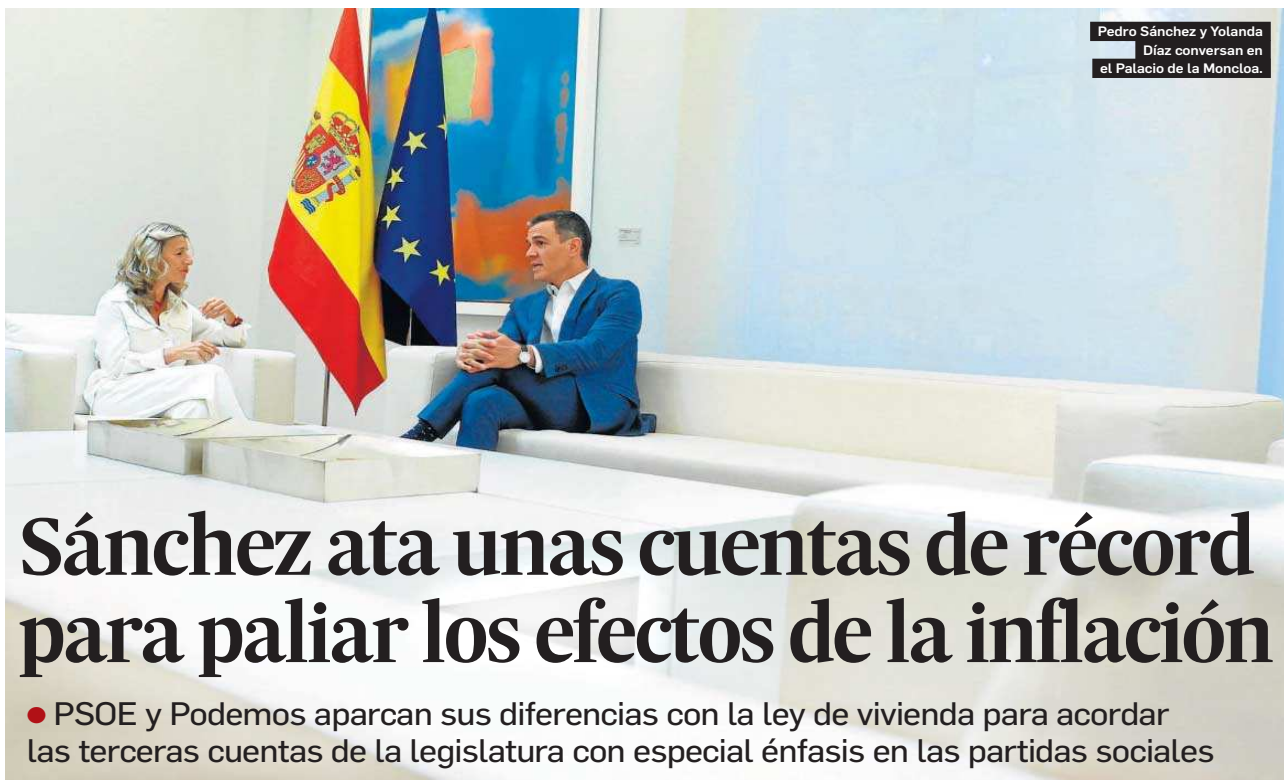 Pedro Sánchez y Yolanda
Díaz conversan en
el Palacio de la Moncloa.
Sánchez ata unas cuentas de récord
para paliar los efectos de la inflación
● PSOE y Podemos aparcan sus diferencias con la ley de vivienda para acordar
las terceras cuentas de la legislatura con especial énfasis en las partidas sociales